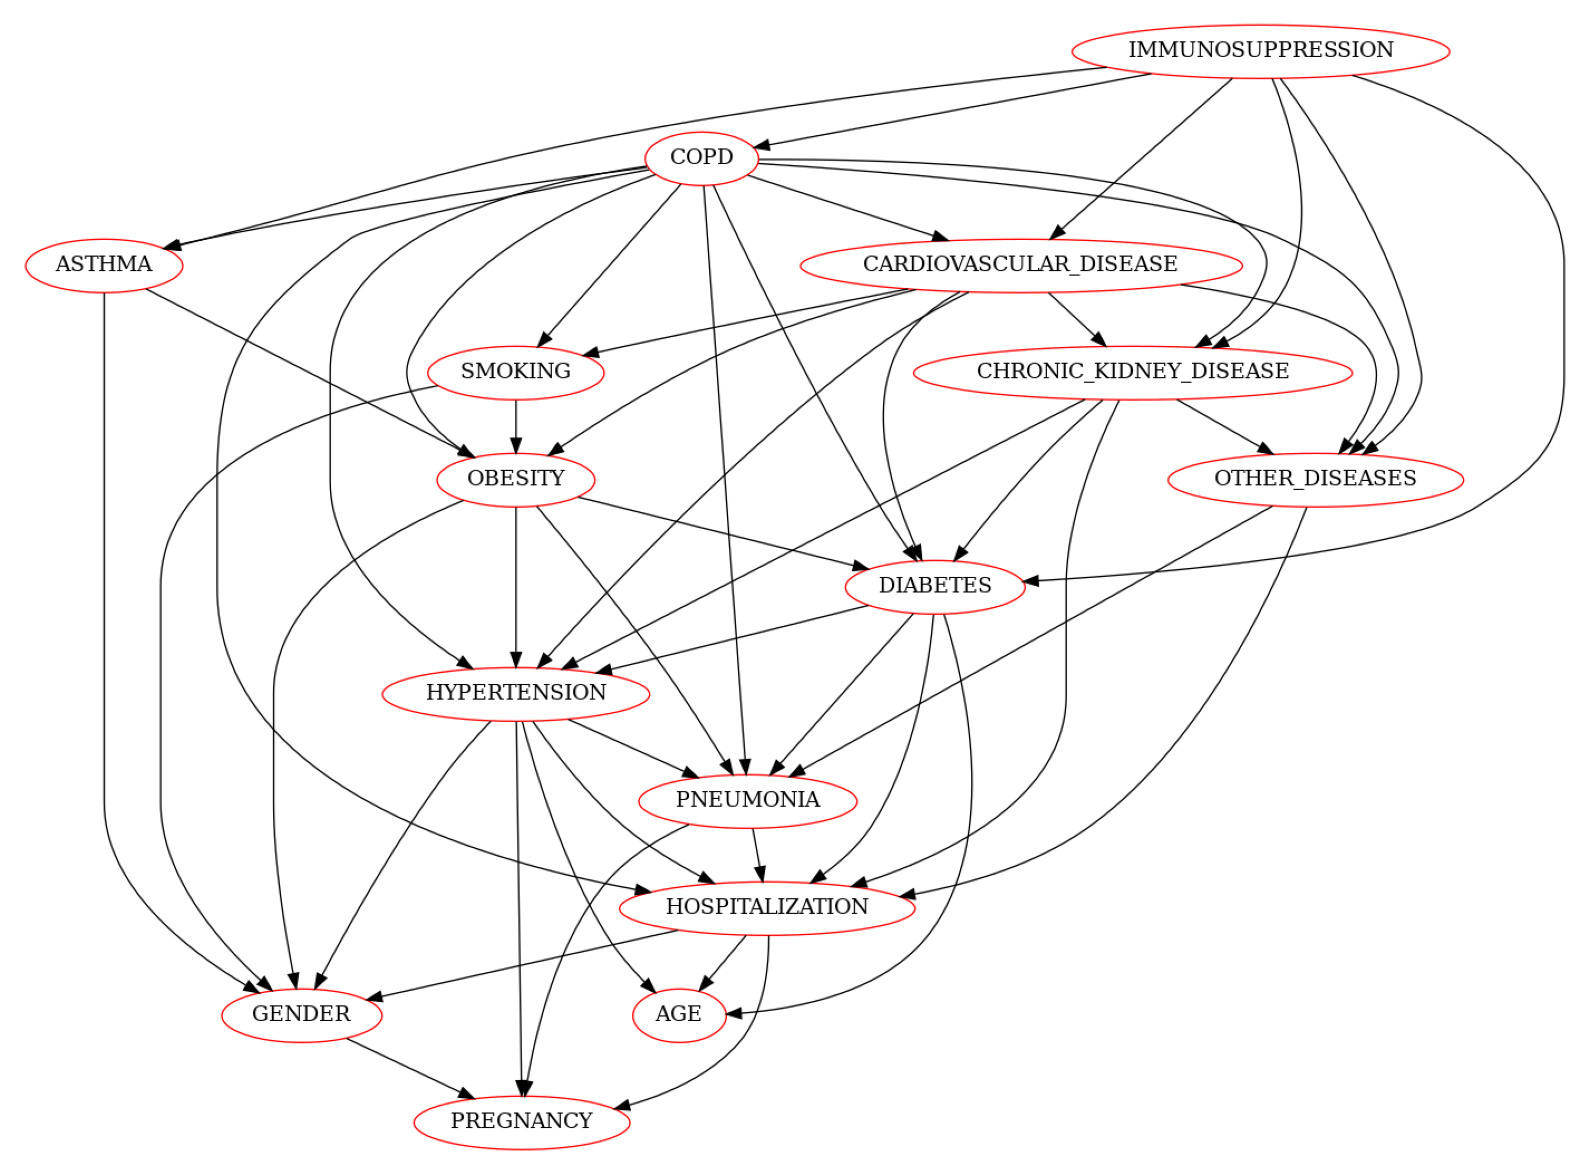 IMMUNOSUPPRESSION
COPD
ASTHMA
CARDIOVASCULAR_DISEASE
SMOKING
CHRONIC_KIDNEY_DISEASE
OBESITY
OTHER_DISEASES
DIABETES
HYPERTENSION
PNEUMONIA
HOSPITALIZATION
GENDER
AGE
PREGNANCY